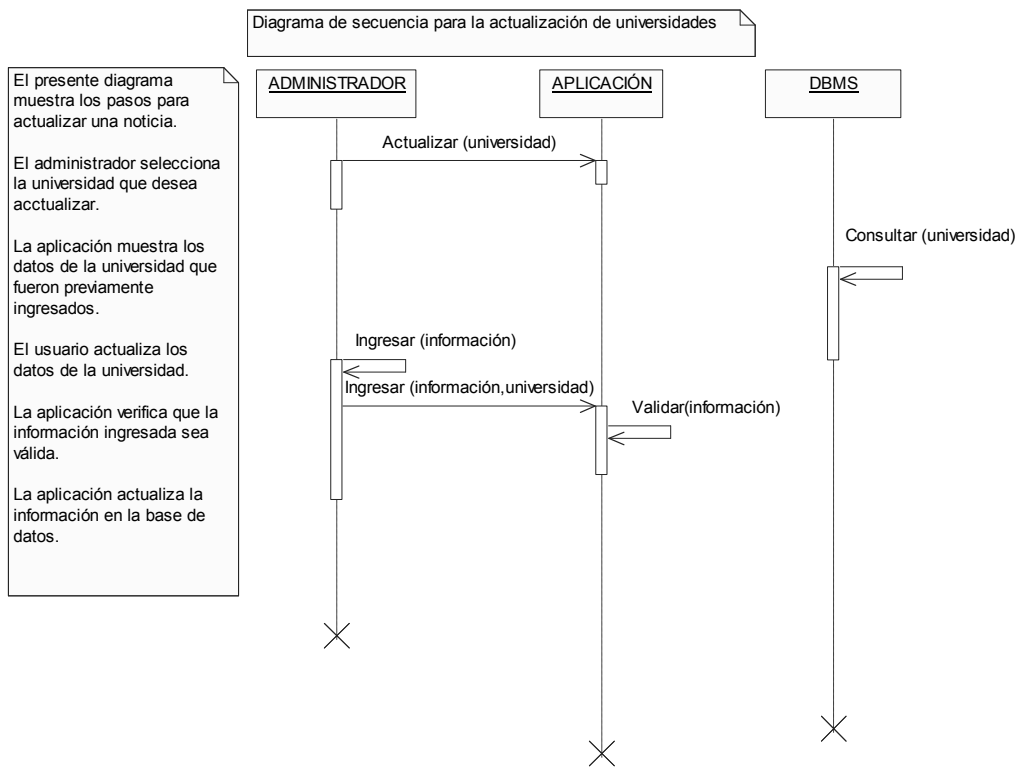 Diagrama de secuencia para la actualización de universidades
El presente diagrama
muestra los pasos para
actualizar una noticia.
El administrador selecciona
la universidad que desea
acctualizar.
La aplicación muestra los
datos de la universidad que
fueron previamente
ingresados.
El usuario actualiza los
datos de la universidad.
La aplicación verifica que la
información ingresada sea
válida.
La aplicación actualiza la
información en la base de
datos.
ADMINISTRADOR
APLICACIÓN
DBMS
Actualizar (universidad)
Consultar (universidad)
Ingresar (información)
Ingresar (información,universidad)
Validar(información)